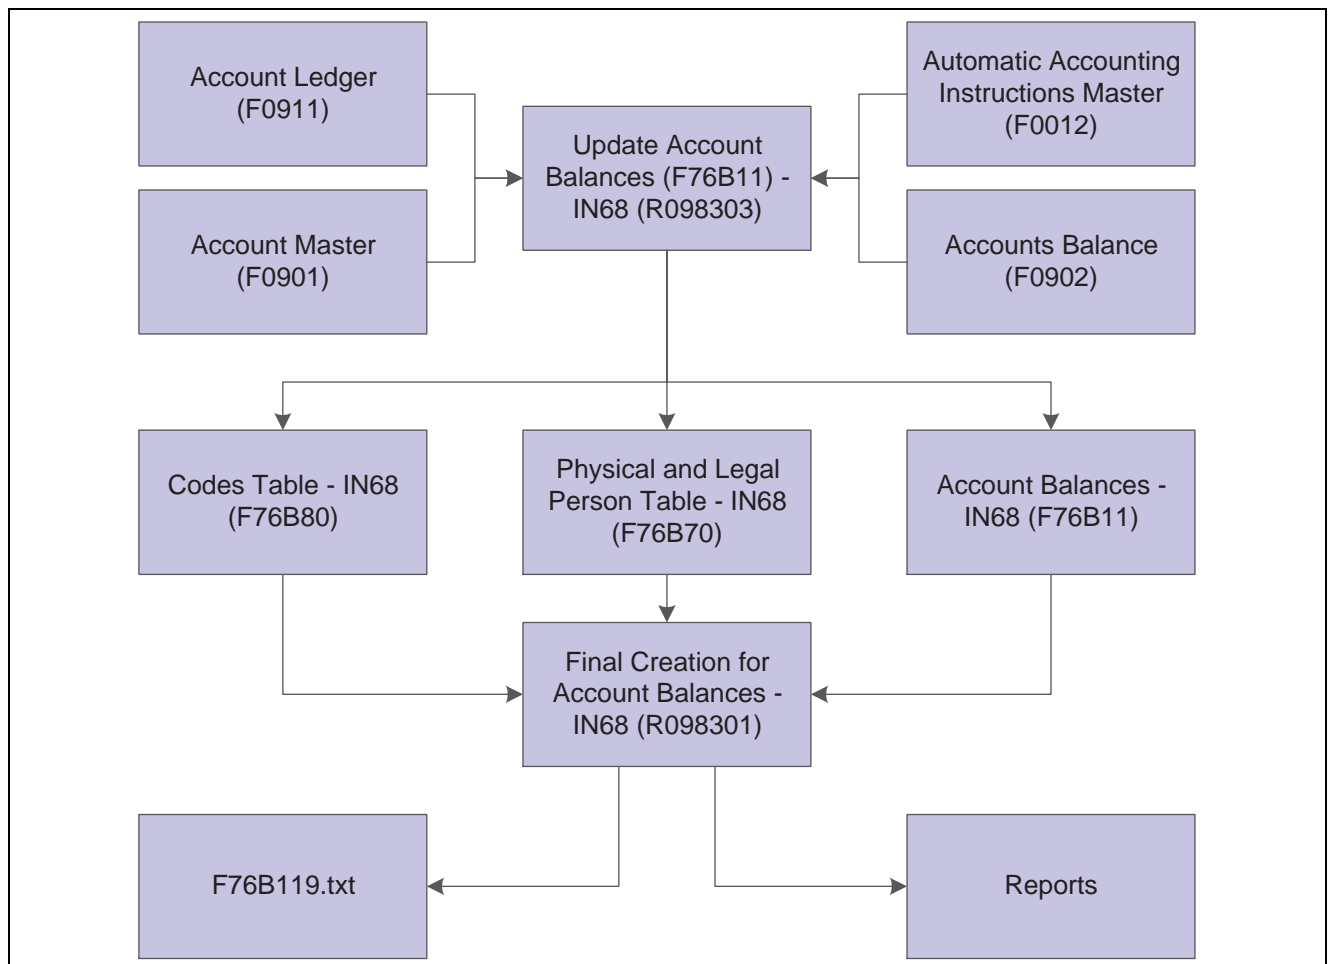 Account Ledger
(F0911)
Automatic Accounting
Instructions Master
(F0012)
Update Account
Balances (F76B11) -
IN68 (R098303)
Account Master
(F0901)
Accounts Balance
(F0902)
Codes Table - IN68
(F76B80)
Physical and Legal
Person Table - IN68
(F76B70)
Account Balances -
IN68 (F76B11)
Final Creation for
Account Balances -
IN68 (R098301)
F76B119.txt
Reports